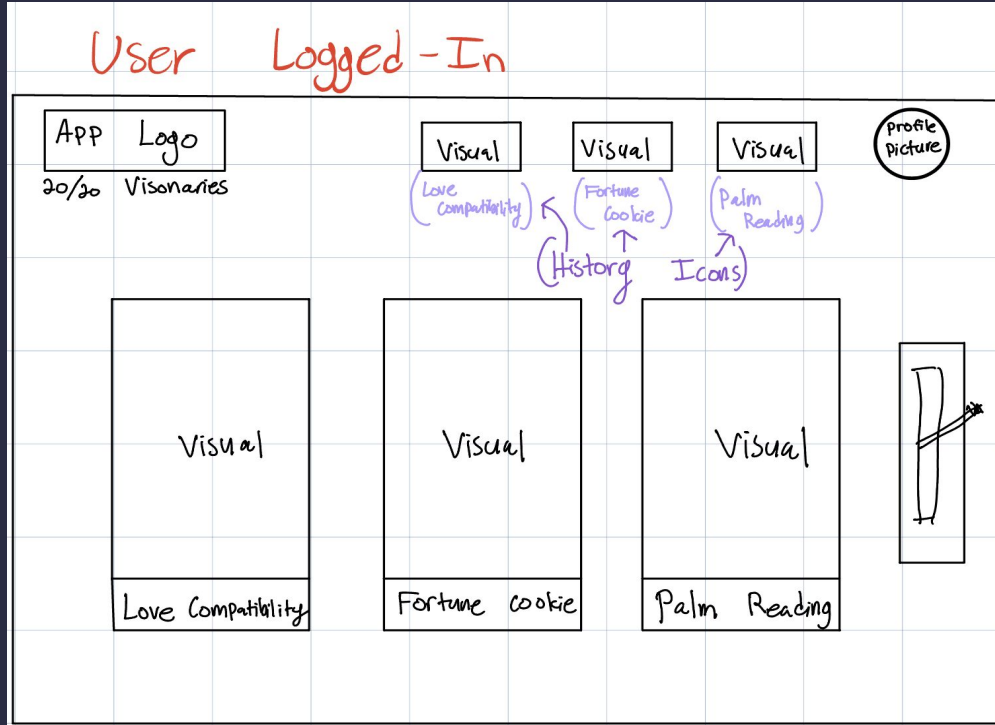 User Logged-In
App Logo
20/20 Visonaries
Visual
Visual
Visual
Profile
Picture
(Love
Compatibility)
(Fortune
Cookie)
(Palm
Reading)
(History Icons)
Visual
Visual
Visual
Love Compatibility
Fortune cookie
Palm Reading